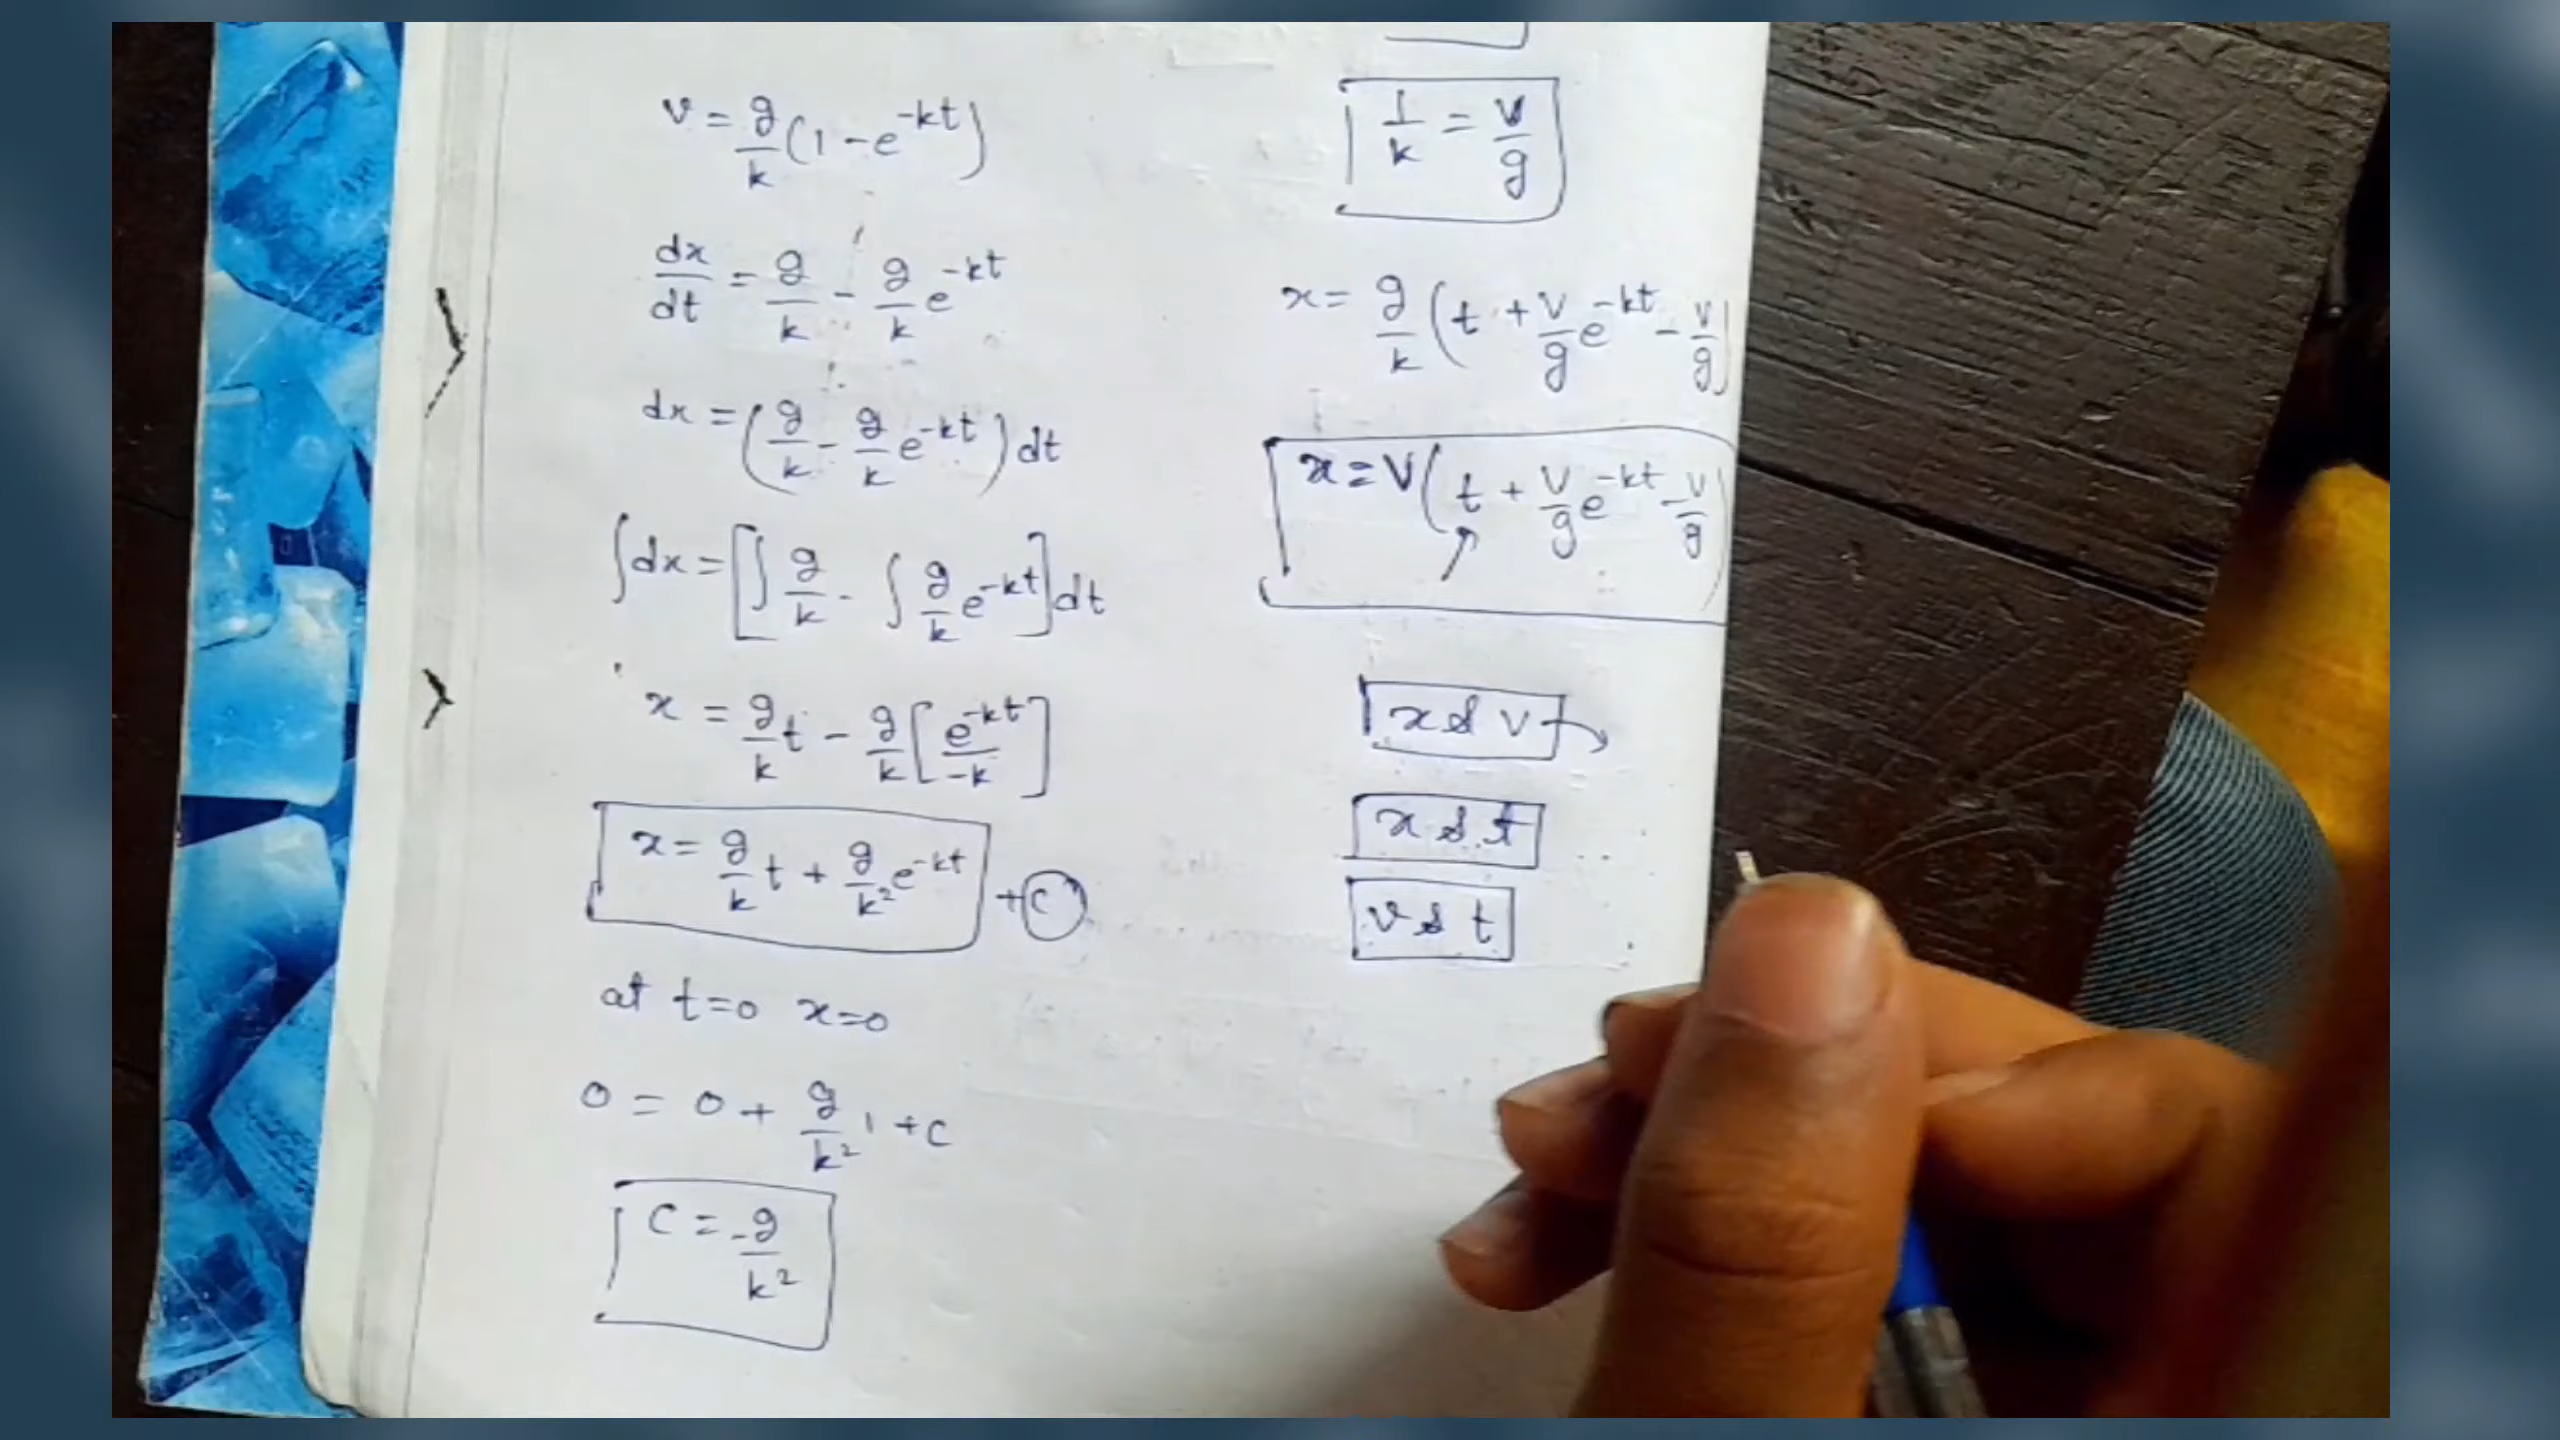 v = g/k (1 - e^-kt)
dx/dt = g/k - g/k e^-kt
dx = (g/k - g/k e^-kt) dt
∫dx = [∫ g/k - ∫ g/k e^-kt] dt
x = g/k t - g/k [e^-kt/-k]
x = g/k t + g/k² e^-kt + C
at t=0 x=0
0 = 0 + g/k² 1 + C
C = -g/k²
1/k = V/g
x = g/k (t + V/g e^-kt - V/g)
x = V (t + V/g e^-kt - V/g)
x & v
x & t
v & t